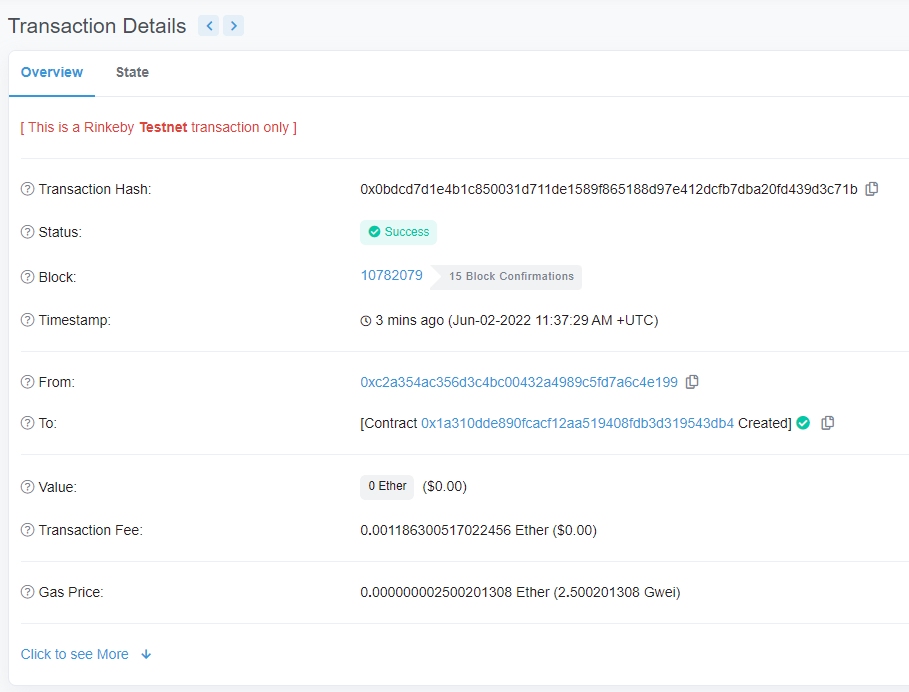 Transaction Details
Overview State
[ This is a Rinkeby Testnet transaction only ]
Transaction Hash: 0x0bdcd7d1e4b1c850031d711de1589f865188d97e412dcfb7dba20fd439d3c71b
Status: Success
Block: 10782079 15 Block Confirmations
Timestamp: 3 mins ago (Jun-02-2022 11:37:29 AM +UTC)
From: 0xc2a354ac356d3c4bc00432a4989c5fd7a6c4e199
To: [Contract 0x1a310dde890fcacf12aa519408fdb3d319543db4 Created]
Value: 0 Ether ($0.00)
Transaction Fee: 0.001186300517022456 Ether ($0.00)
Gas Price: 0.000000002500201308 Ether (2.500201308 Gwei)
Click to see More